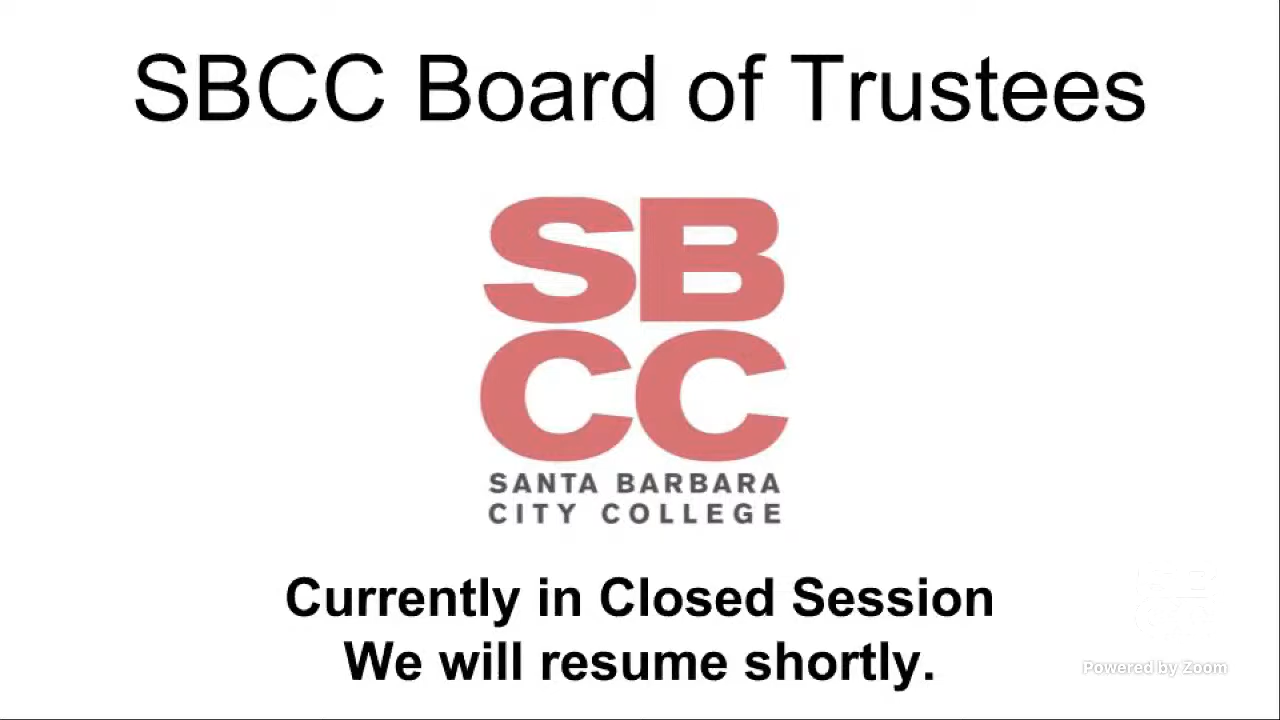 SBCC Board of Trustees
SB
CC
SANTA BARBARA
CITY COLLEGE
Currently in Closed Session
We will resume shortly.
Powered by Zoom